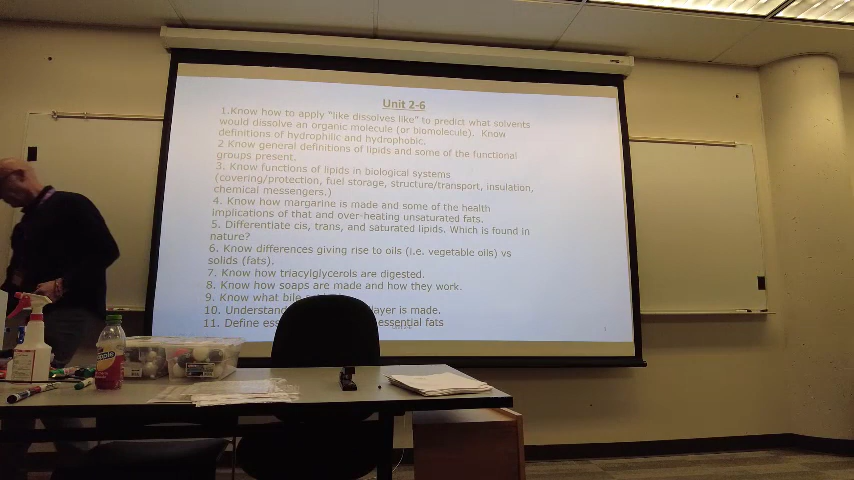 Unit 2-6
1.Know how to apply "like dissolves like" to predict what solvents
would dissolve an organic molecule (or biomolecule). Know
definitions of hydrophilic and hydrophobic.
2 Know general definitions of lipids and some of the functional
groups present.
3. Know functions of lipids in biological systems
(covering/protection, fuel storage, structure/transport, insulation,
chemical messengers.)
4. Know how margarine is made and some of the health
implications of that and over-heating unsaturated fats.
5. Differentiate cis, trans, and saturated lipids. Which is found in
nature?
6. Know differences giving rise to oils (i.e. vegetable oils) vs
solids (fats).
7. Know how triacylglycerols are digested.
8. Know how soaps are made and how they work.
9. Know what bile
10. Understand layer is made.
11. Define essential fats